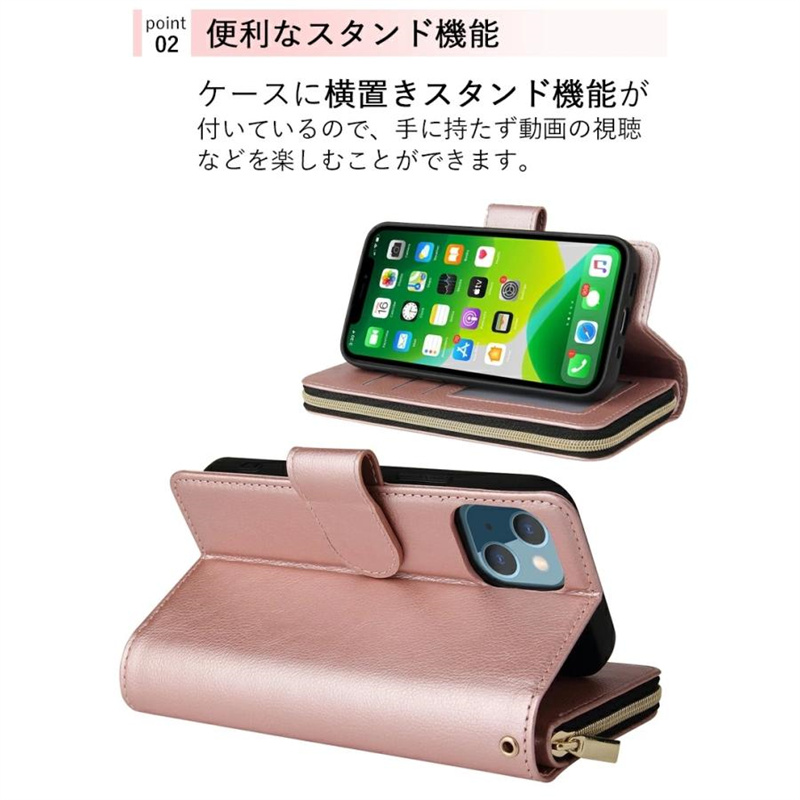 point
02
便利なスタンド機能
ケースに横置きスタンド機能が
付いているので、手に持たず動画の視聴
などを楽しむことができます。